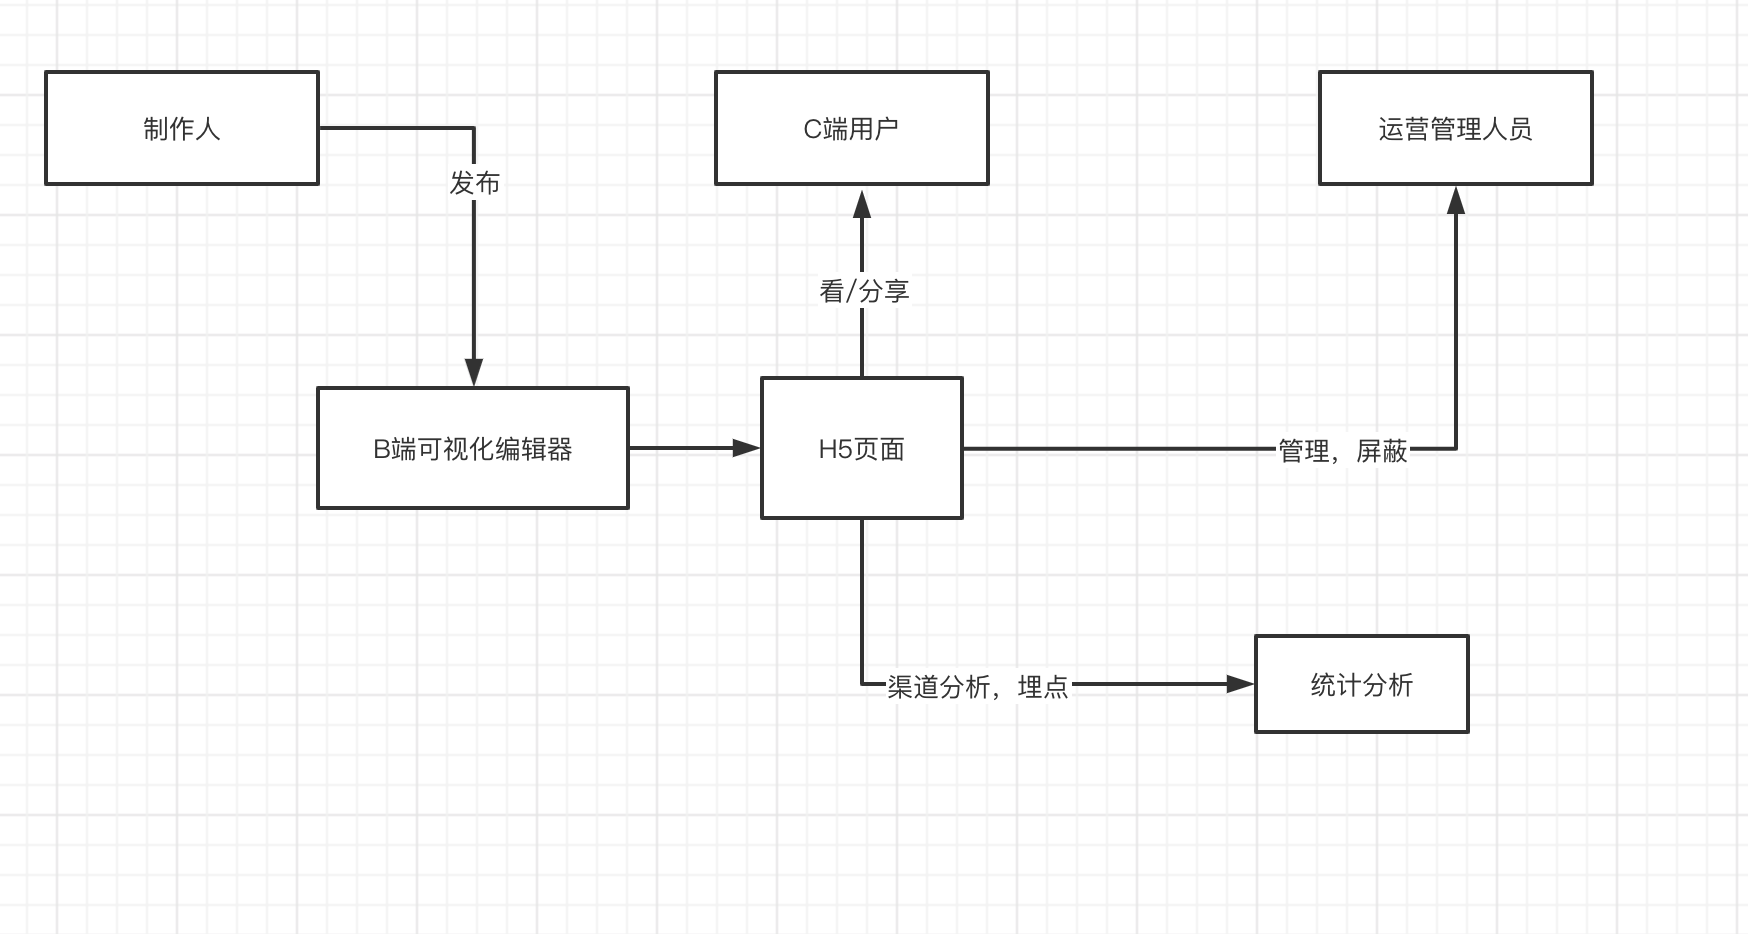 制作人
C端用户
运营管理人员
发布
看/分享
B端可视化编辑器
H5页面
管理，屏蔽
渠道分析，埋点
统计分析